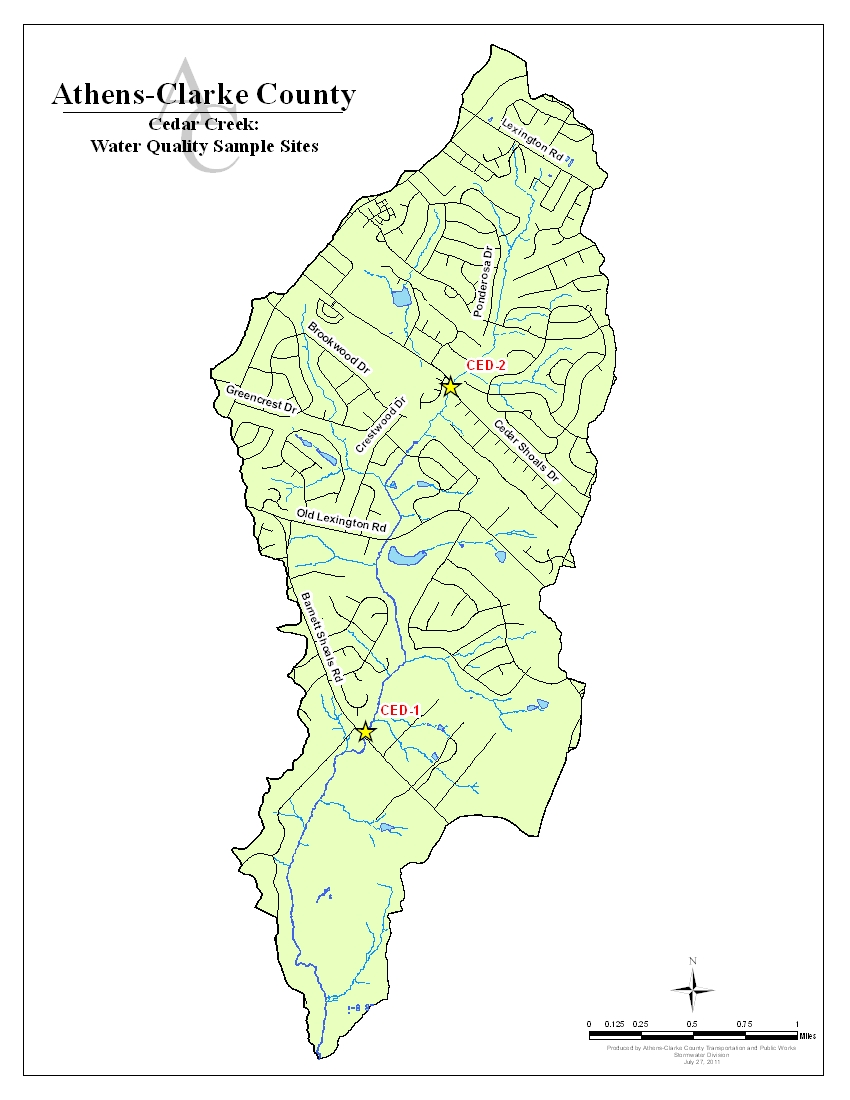 AC
Athens-Clarke County
Cedar Creek:
Water Quality Sample Sites
Lexington Rd
Ponderosa Dr
Brookwood Dr
CED-2
Greencrest Dr
Crestwood Dr
Cedar Shoals Dr
Old Lexington Rd
Barnett Shoals Rd
CED-1
N
0 0.125 0.25 0.5 0.75 1
Miles
Produced by Athens-Clarke County Transportation and Public Works
Stormwater Division
July 27, 2011